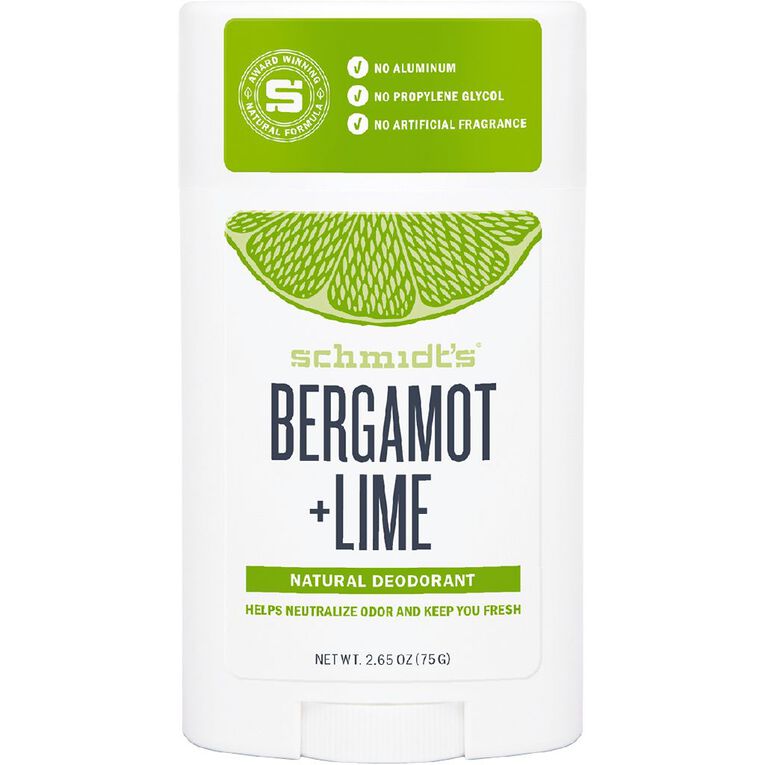 AWARD WINNING
S
NATURAL FORMULA
NO ALUMINUM
NO PROPYLENE GLYCOL
NO ARTIFICIAL FRAGRANCE
schmidt's
BERGAMOT
+LIME
NATURAL DEODORANT
HELPS NEUTRALIZE ODOR AND KEEP YOU FRESH
NET WT. 2.65 OZ (75G)